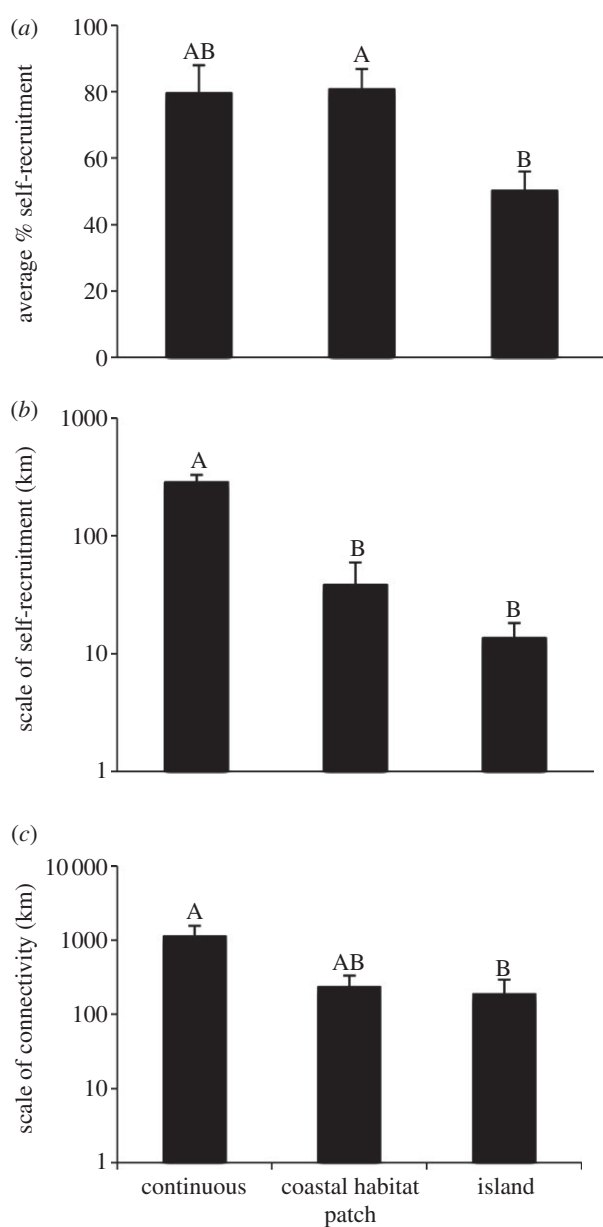 (a)
average % self-recruitment
100
80
60
40
20
0
AB
A
B
(b)
scale of self-recruitment (km)
1000
100
10
1
A
B
B
(c)
scale of connectivity (km)
10 000
1000
100
10
1
A
AB
B
continuous
coastal habitat
patch
island